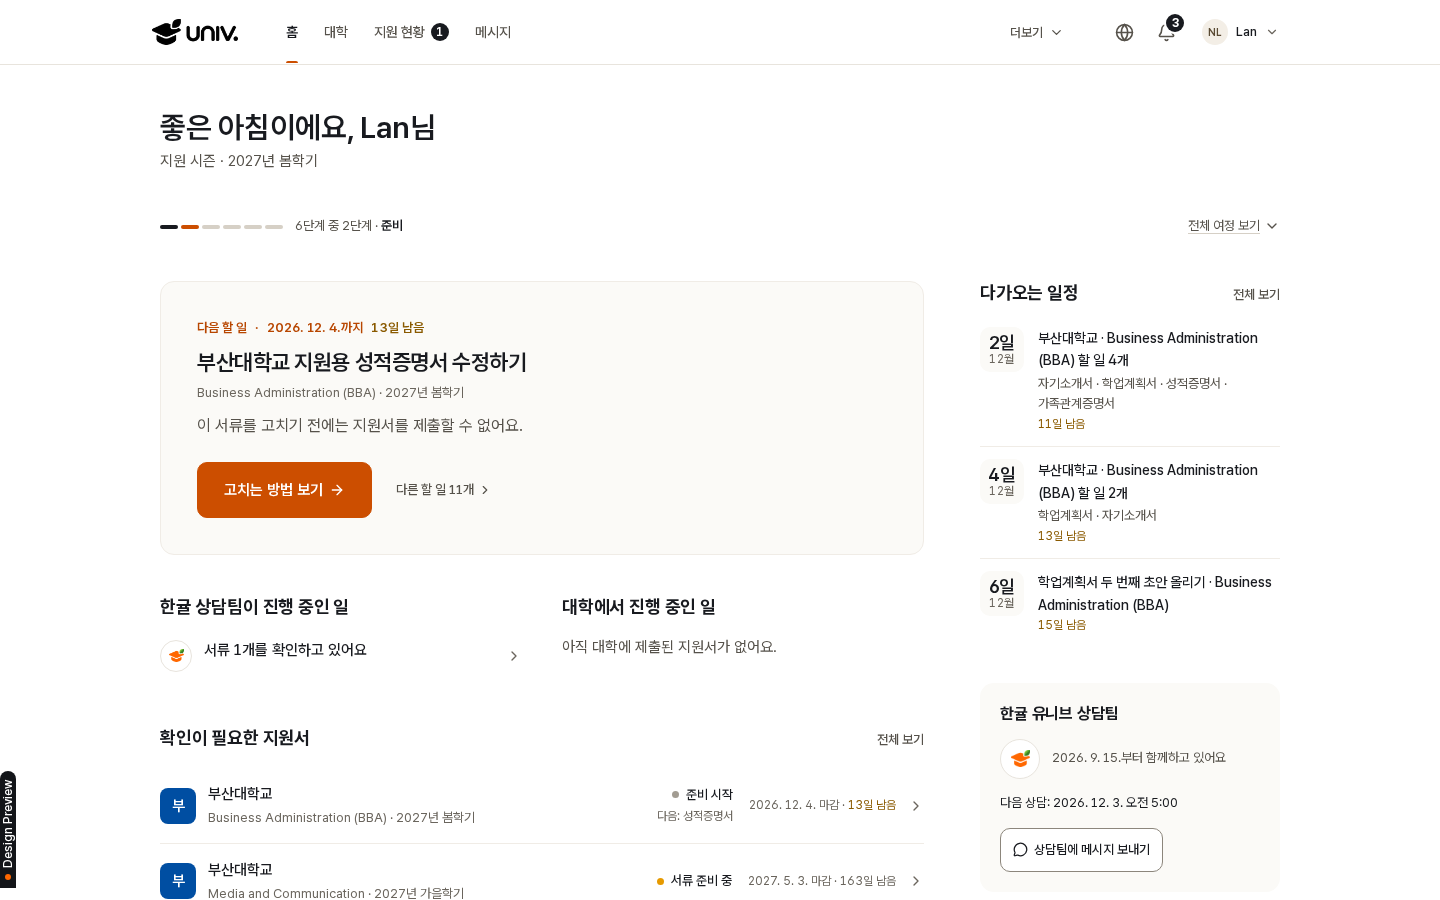 UNIV.
홈
대학
지원 현황 1
메시지
더보기
3
NL
Lan
좋은 아침이에요, Lan님
지원 시즌 · 2027년 봄학기
6단계 중 2단계 · 준비
전체 여정 보기
다음 할 일 · 2026. 12. 4.까지 13일 남음
부산대학교 지원용 성적증명서 수정하기
Business Administration (BBA) · 2027년 봄학기
이 서류를 고치기 전에는 지원서를 제출할 수 없어요.
고치는 방법 보기
다른 할 일 11개
한귤 상담팀이 진행 중인 일
서류 1개를 확인하고 있어요
대학에서 진행 중인 일
아직 대학에 제출된 지원서가 없어요.
확인이 필요한 지원서
전체 보기
부
부산대학교
Business Administration (BBA) · 2027년 봄학기
준비 시작
다음: 성적증명서
2026. 12. 4. 마감 · 13일 남음
부
부산대학교
Media and Communication · 2027년 가을학기
서류 준비 중
2027. 5. 3. 마감 · 163일 남음
다가오는 일정
전체 보기
2일
12월
부산대학교 · Business Administration
(BBA) 할 일 4개
자기소개서 · 학업계획서 · 성적증명서 ·
가족관계증명서
11일 남음
4일
12월
부산대학교 · Business Administration
(BBA) 할 일 2개
학업계획서 · 자기소개서
13일 남음
6일
12월
학업계획서 두 번째 초안 올리기 · Business
Administration (BBA)
15일 남음
한귤 유니브 상담팀
2026. 9. 15.부터 함께하고 있어요
다음 상담: 2026. 12. 3. 오전 5:00
상담팀에 메시지 보내기
Design Preview